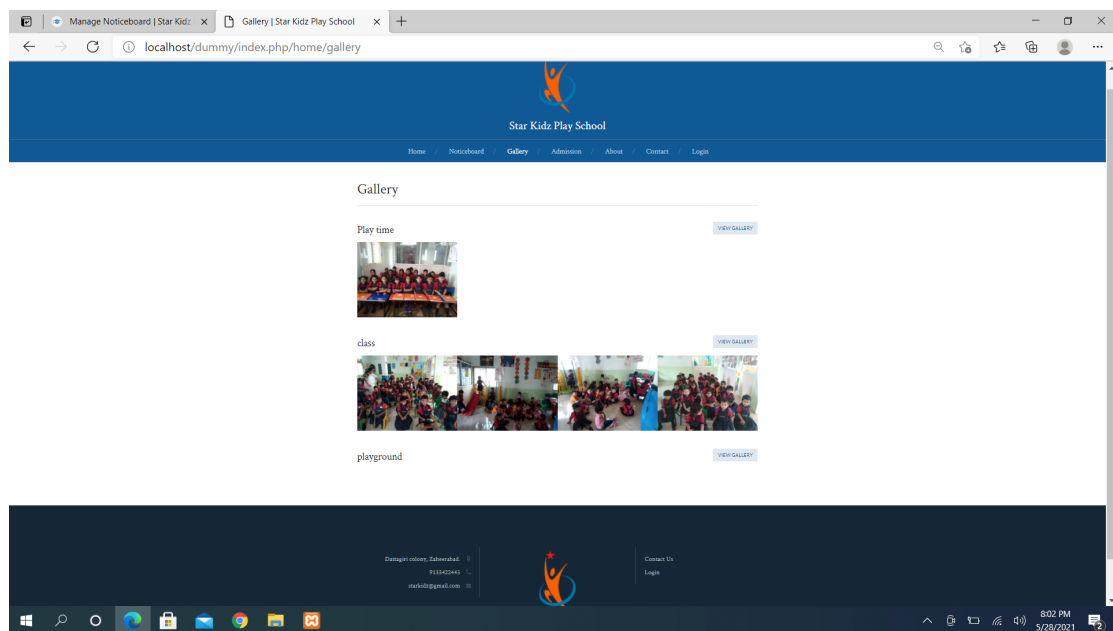 Manage Noticeboard | Star Kidz
Gallery | Star Kidz Play School
localhost/dummy/index.php/home/gallery
Star Kidz Play School
Home / Noticeboard / Gallery / Admission / About / Contact / Login
Gallery
Play time
VIEW GALLERY
class
VIEW GALLERY
playground
VIEW GALLERY
Dattagiri colony, Zaheerabad.
9133422445
starkidz@gmail.com
Contact Us
Login
8:02 PM
5/28/2021
2